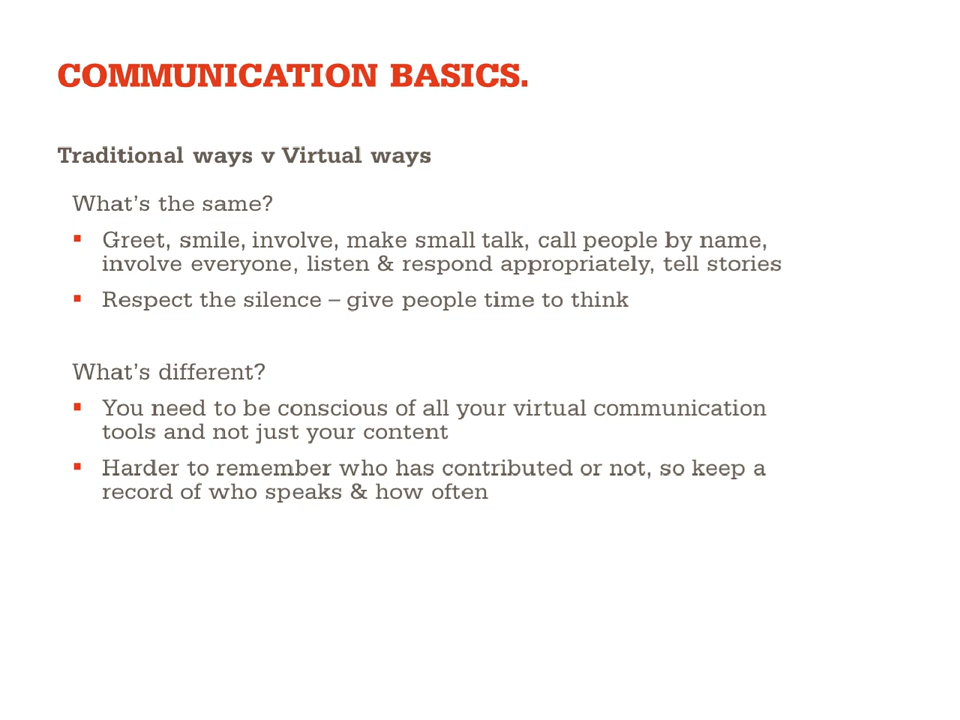 COMMUNICATION BASICS.
Traditional ways v Virtual ways
What's the same?
▪ Greet, smile, involve, make small talk, call people by name,
involve everyone, listen & respond appropriately, tell stories
▪ Respect the silence – give people time to think
What's different?
▪ You need to be conscious of all your virtual communication
tools and not just your content
▪ Harder to remember who has contributed or not, so keep a
record of who speaks & how often